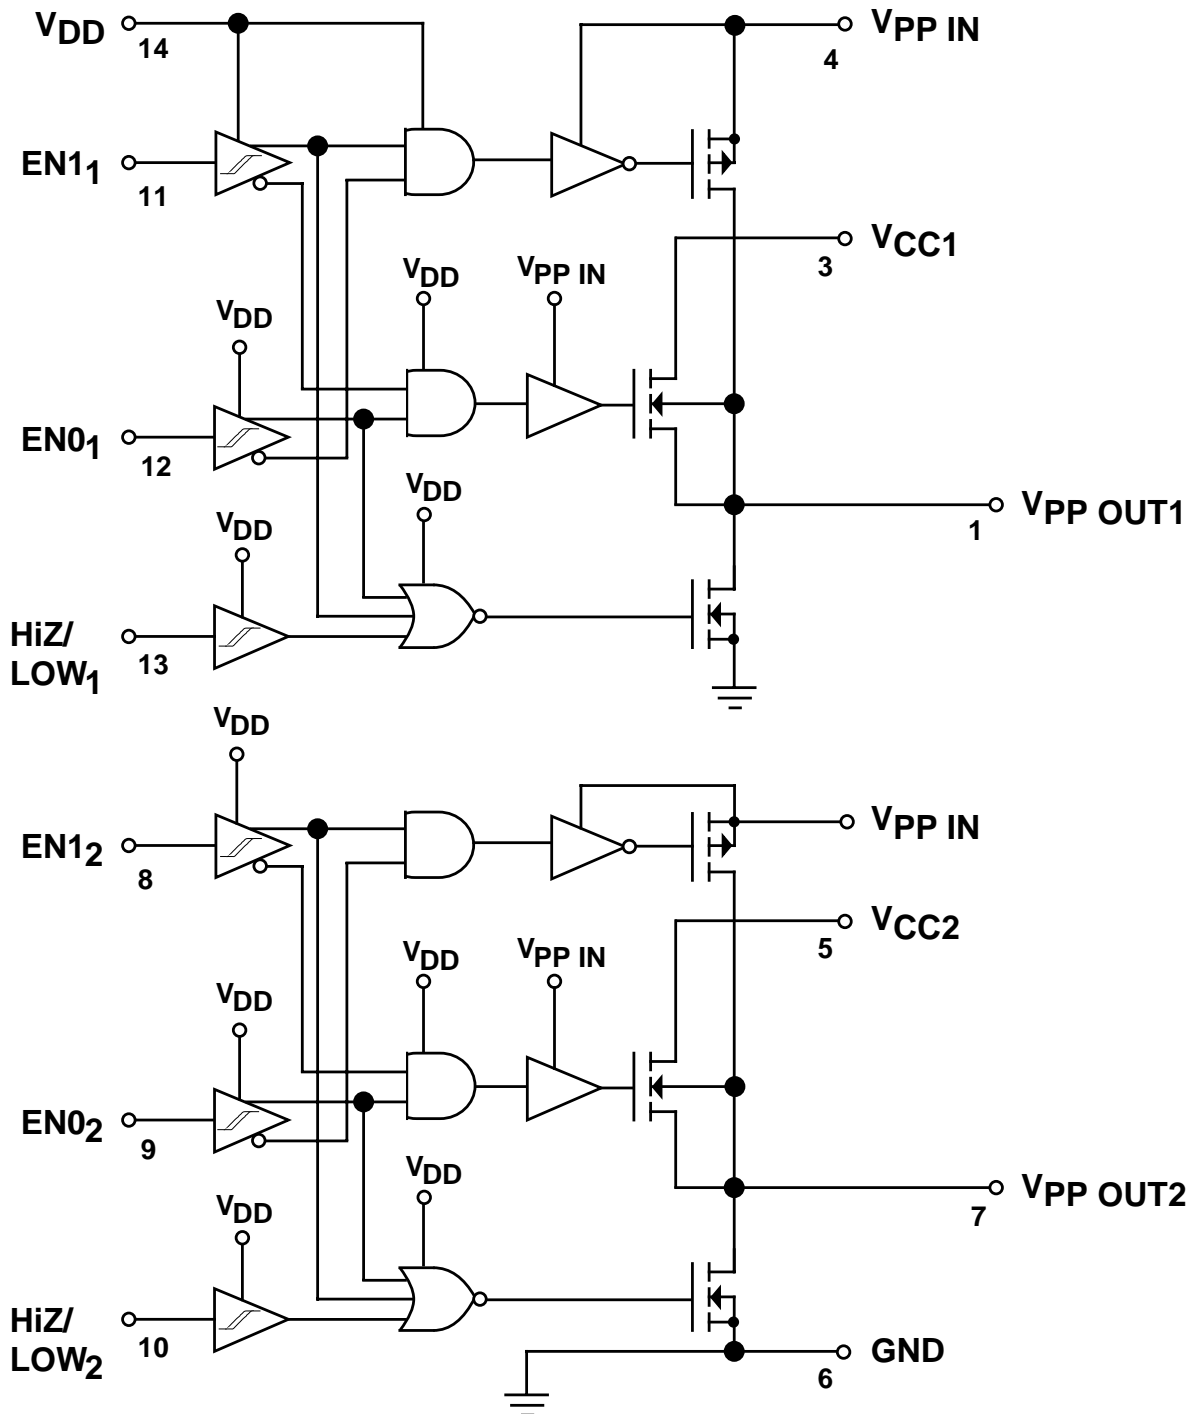 VDD
14
VPP IN
4
EN11
11
VCC1
3
VDD
VPP IN
VDD
EN01
12
VDD
VDD
VPP OUT1
1
HiZ/
LOW1
13
VDD
EN12
8
VPP IN
VCC2
5
VDD
VPP IN
VDD
EN02
9
VDD
VDD
VPP OUT2
7
HiZ/
LOW2
10
GND
6